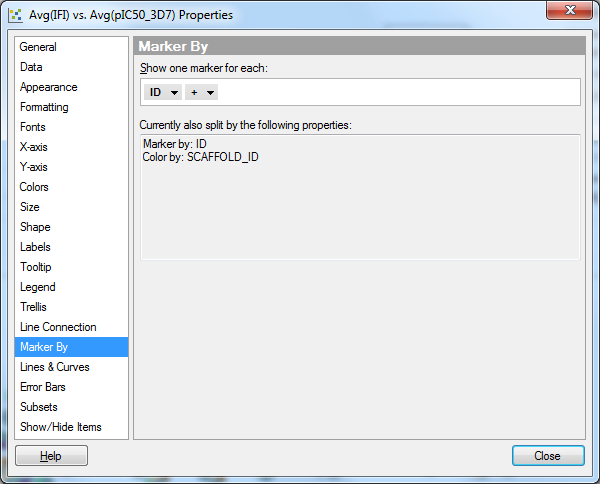 Avg(IFI) vs. Avg(pIC50_3D7) Properties
General
Data
Appearance
Formatting
Fonts
X-axis
Y-axis
Colors
Size
Shape
Labels
Tooltip
Legend
Trellis
Line Connection
Marker By
Lines & Curves
Error Bars
Subsets
Show/Hide Items
Marker By
Show one marker for each:
ID +
Currently also split by the following properties:
Marker by: ID
Color by: SCAFFOLD_ID
Help
Close